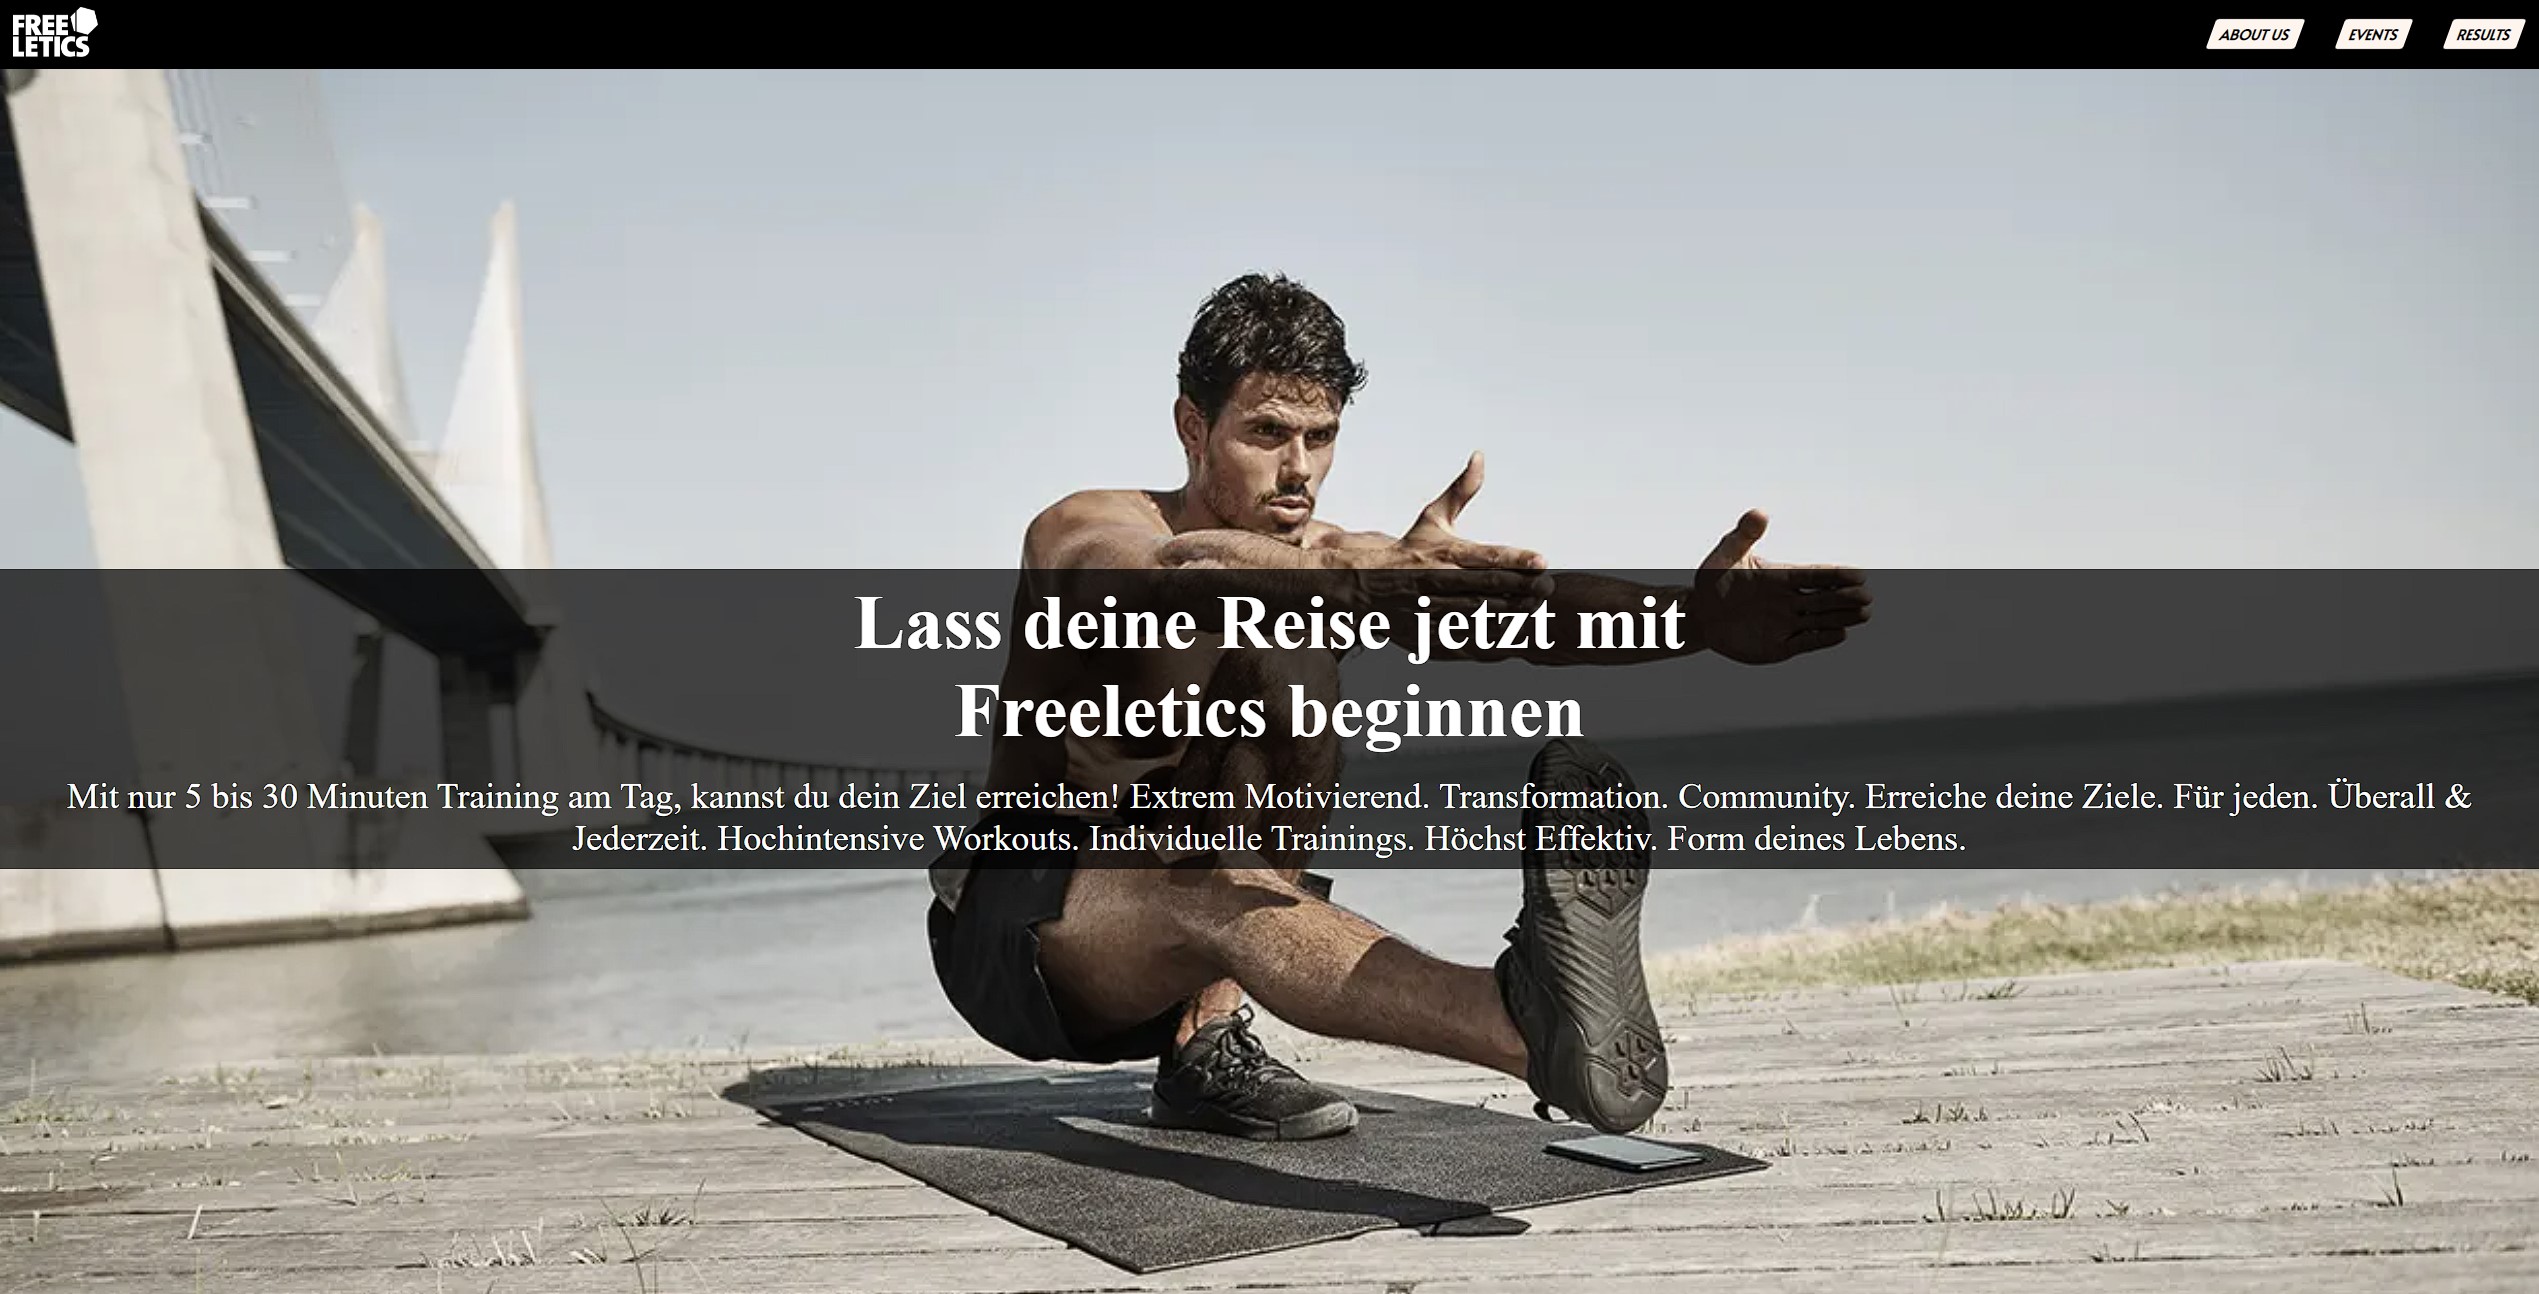 FREE
LETICS
ABOUT US
EVENTS
RESULTS
Lass deine Reise jetzt mit
Freeletics beginnen
Mit nur 5 bis 30 Minuten Training am Tag, kannst du dein Ziel erreichen! Extrem Motivierend. Transformation. Community. Erreiche deine Ziele. Für jeden. Überall &
Jederzeit. Hochintensive Workouts. Individuelle Trainings. Höchst Effektiv. Form deines Lebens.